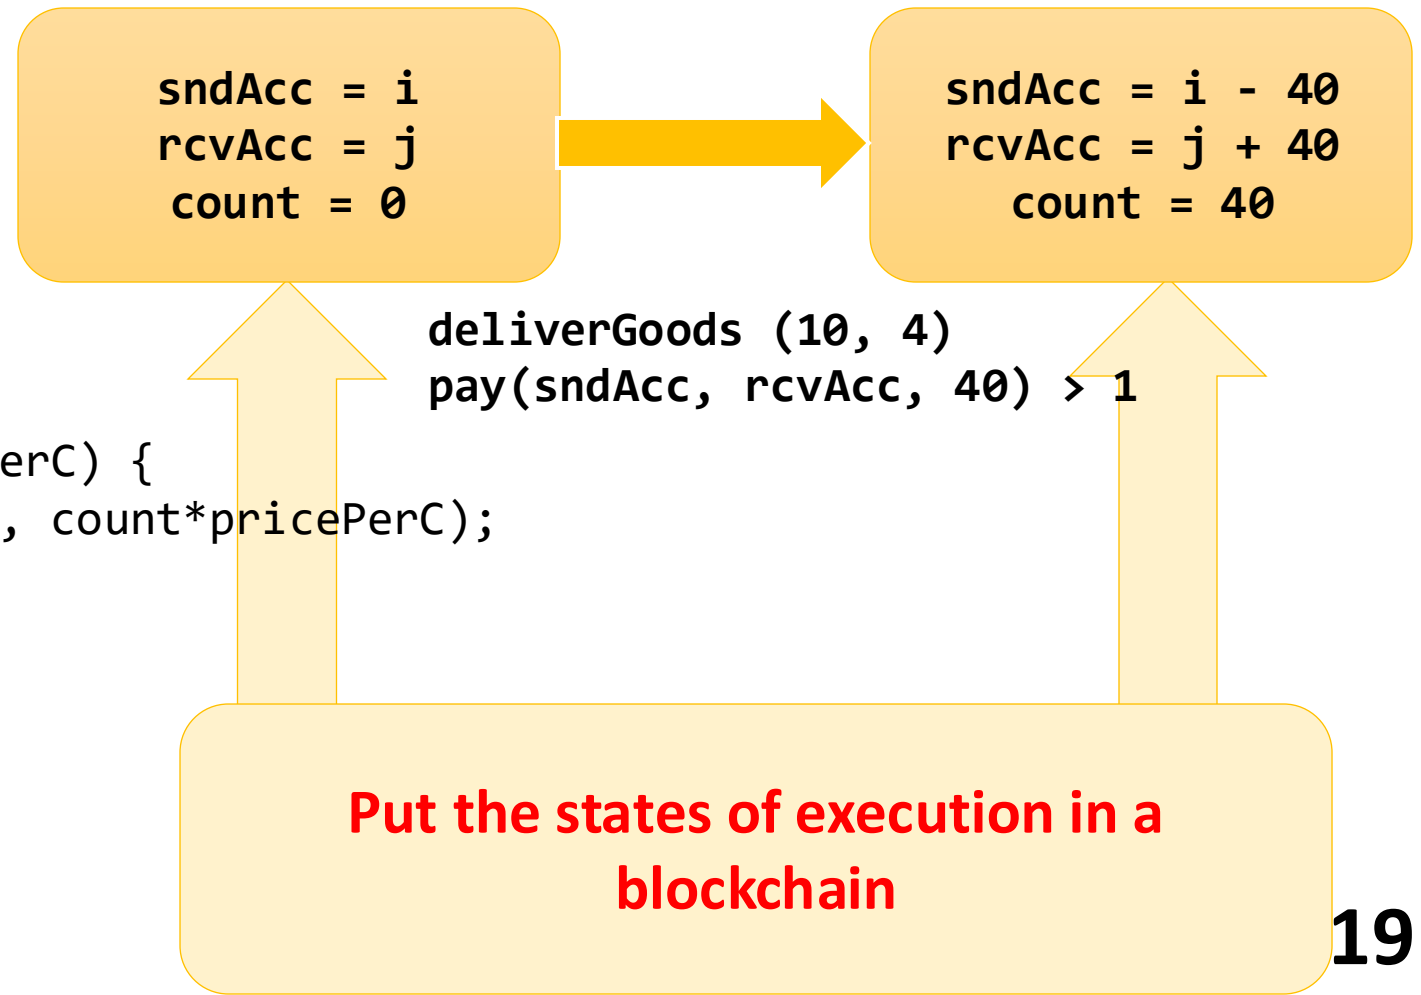 sndAcc = i
rcvAcc = j
count = 0
sndAcc = i - 40
rcvAcc = j + 40
count = 40
deliverGoods (10, 4)
pay(sndAcc, rcvAcc, 40) > 1
erC) {
, count*pricePerC);
Put the states of execution in a
blockchain
19